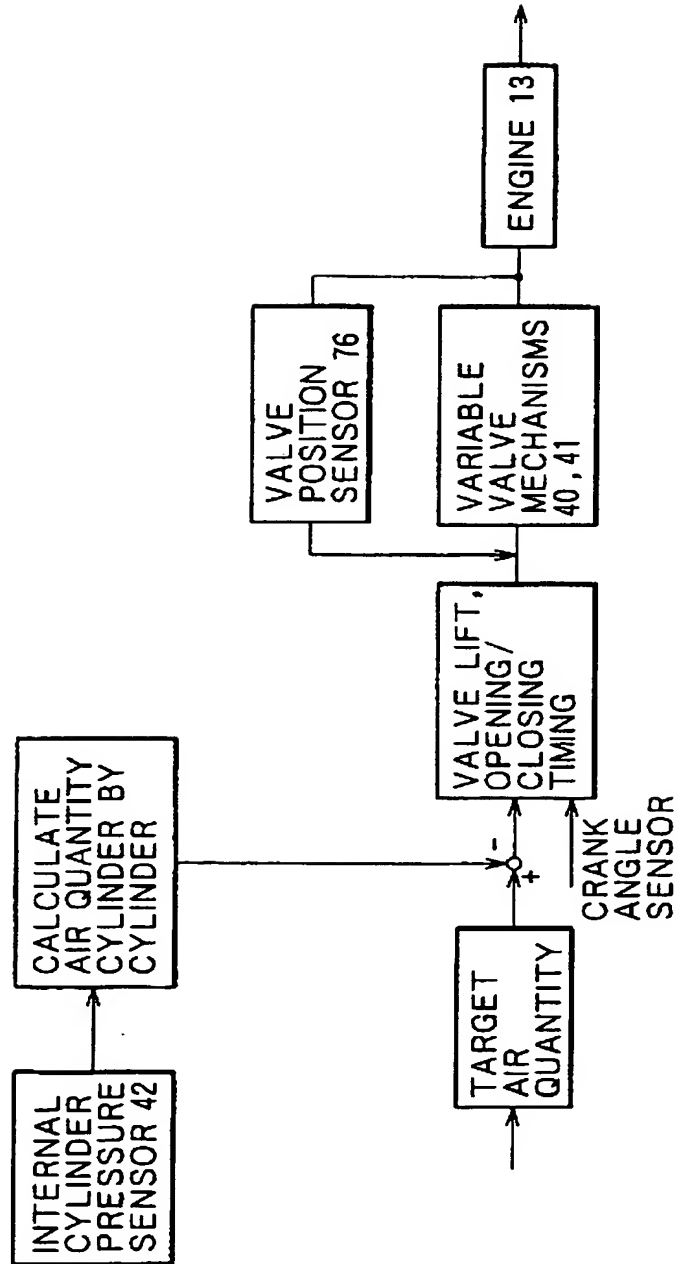 INTERNAL
CYLINDER
PRESSURE
SENSOR 42
CALCULATE
AIR QUANTITY
CYLINDER BY
CYLINDER
TARGET
AIR
QUANTITY
+
-
CRANK
ANGLE
SENSOR
VALVE LIFT,
OPENING/
CLOSING
TIMING
VALVE
POSITION
SENSOR 76
VARIABLE
VALVE
MECHANISMS
40, 41
ENGINE 13